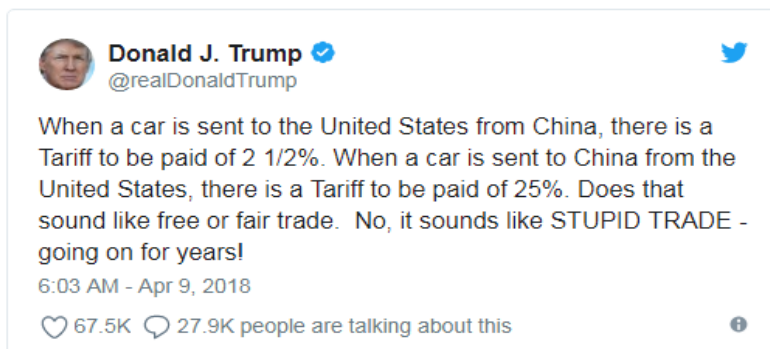 Donald J. Trump
@realDonaldTrump
When a car is sent to the United States from China, there is a
Tariff to be paid of 2 1/2%. When a car is sent to China from the
United States, there is a Tariff to be paid of 25%. Does that
sound like free or fair trade.  No, it sounds like STUPID TRADE -
going on for years!
6:03 AM - Apr 9, 2018
67.5K 27.9K people are talking about this